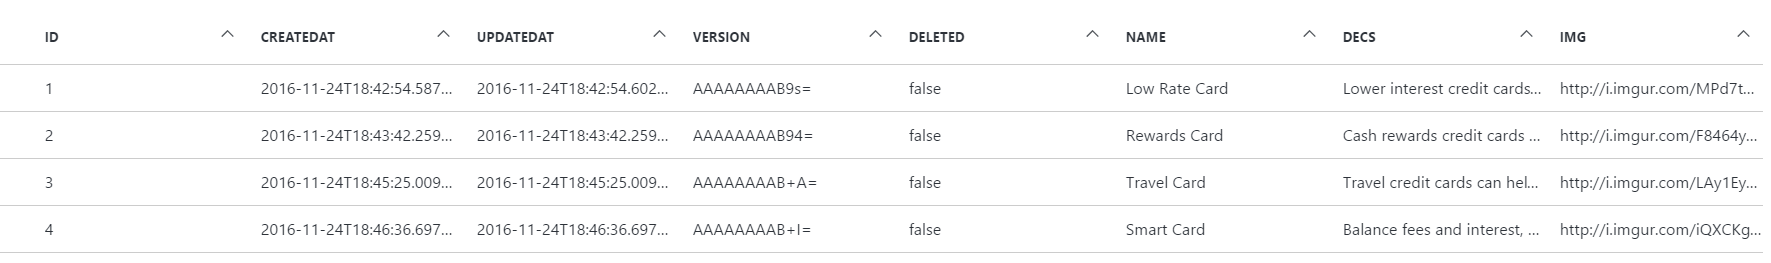 ID CREATEDAT UPDATEDAT VERSION DELETED NAME DECS IMG
1 2016-11-24T18:42:54.587... 2016-11-24T18:42:54.602... AAAAAAAAB9s= false Low Rate Card Lower interest credit cards... http://i.imgur.com/MPd7t...
2 2016-11-24T18:43:42.259... 2016-11-24T18:43:42.259... AAAAAAAAB94= false Rewards Card Cash rewards credit cards ... http://i.imgur.com/F8464y...
3 2016-11-24T18:45:25.009... 2016-11-24T18:45:25.009... AAAAAAAAB+A= false Travel Card Travel credit cards can hel... http://i.imgur.com/LAy1Ey...
4 2016-11-24T18:46:36.697... 2016-11-24T18:46:36.697... AAAAAAAAB+I= false Smart Card Balance fees and interest, ... http://i.imgur.com/iQXCKg...